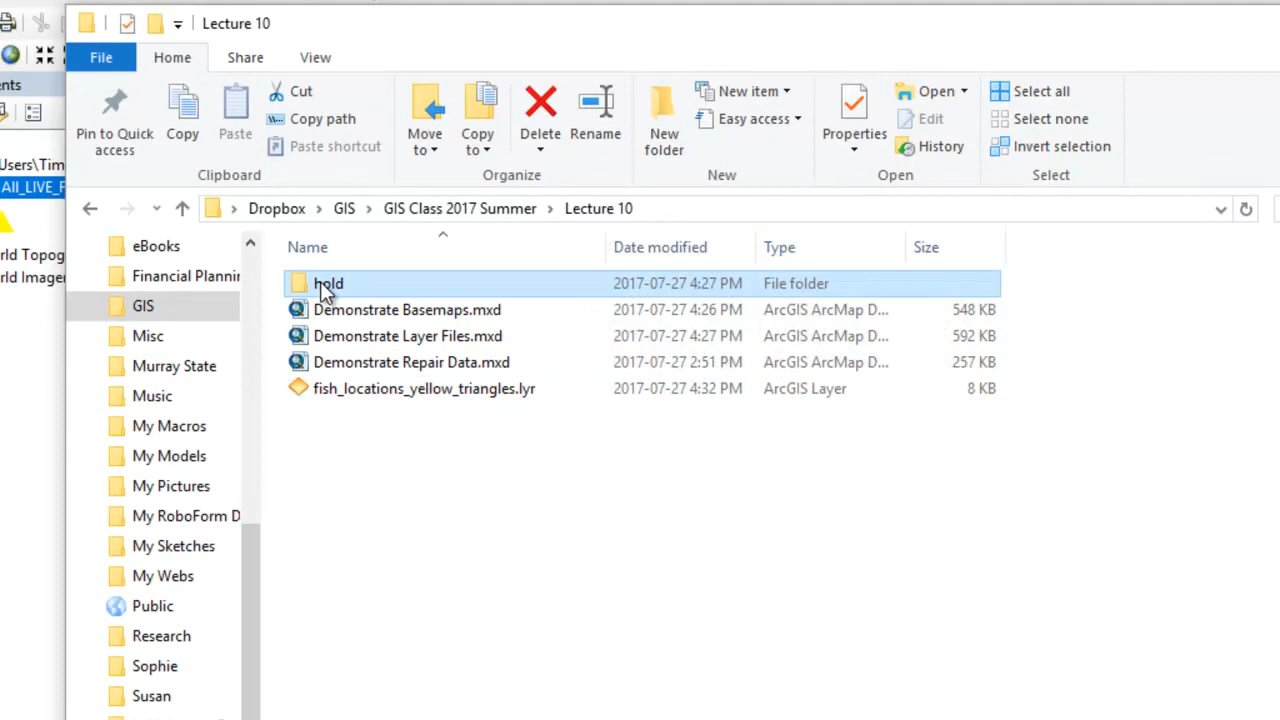 Lecture 10
File Home Share View
Pin to Quick access
Copy
Paste
Cut
Copy path
Paste shortcut
Clipboard
Move to
Copy to
Delete
Rename
Organize
New folder
New item
Easy access
New
Properties
Open
Edit
History
Open
Select all
Select none
Invert selection
Select
Dropbox > GIS > GIS Class 2017 Summer > Lecture 10
nts
Users\Tim
All_LIVE_F
rld Topog
rld Imager
eBooks
Financial Plannin
GIS
Misc
Murray State
Music
My Macros
My Models
My Pictures
My RoboForm D
My Sketches
My Webs
Public
Research
Sophie
Susan
Name Date modified Type Size
hold 2017-07-27 4:27 PM File folder
Demonstrate Basemaps.mxd 2017-07-27 4:26 PM ArcGIS ArcMap D... 548 KB
Demonstrate Layer Files.mxd 2017-07-27 4:27 PM ArcGIS ArcMap D... 592 KB
Demonstrate Repair Data.mxd 2017-07-27 2:51 PM ArcGIS ArcMap D... 257 KB
fish_locations_yellow_triangles.lyr 2017-07-27 4:32 PM ArcGIS Layer 8 KB